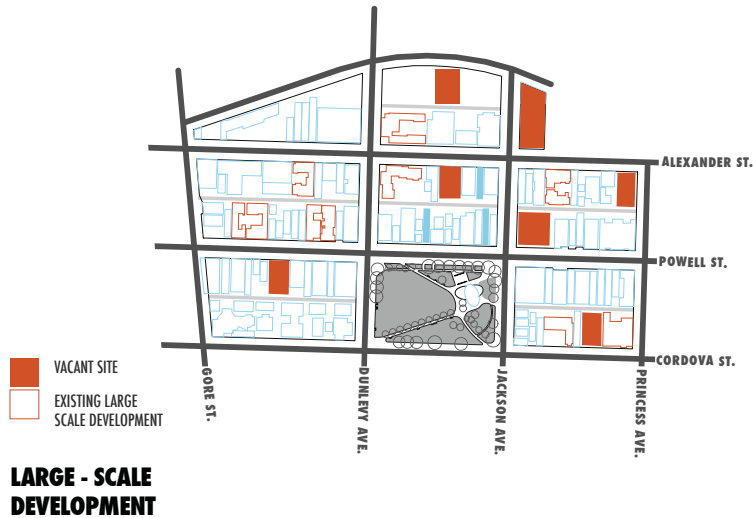 ALEXANDER ST.
POWELL ST.
CORDOVA ST.
GORE ST.
DUNLEVY AVE.
JACKSON AVE.
PRINCESS AVE.
VACANT SITE
EXISTING LARGE
SCALE DEVELOPMENT
LARGE - SCALE
DEVELOPMENT